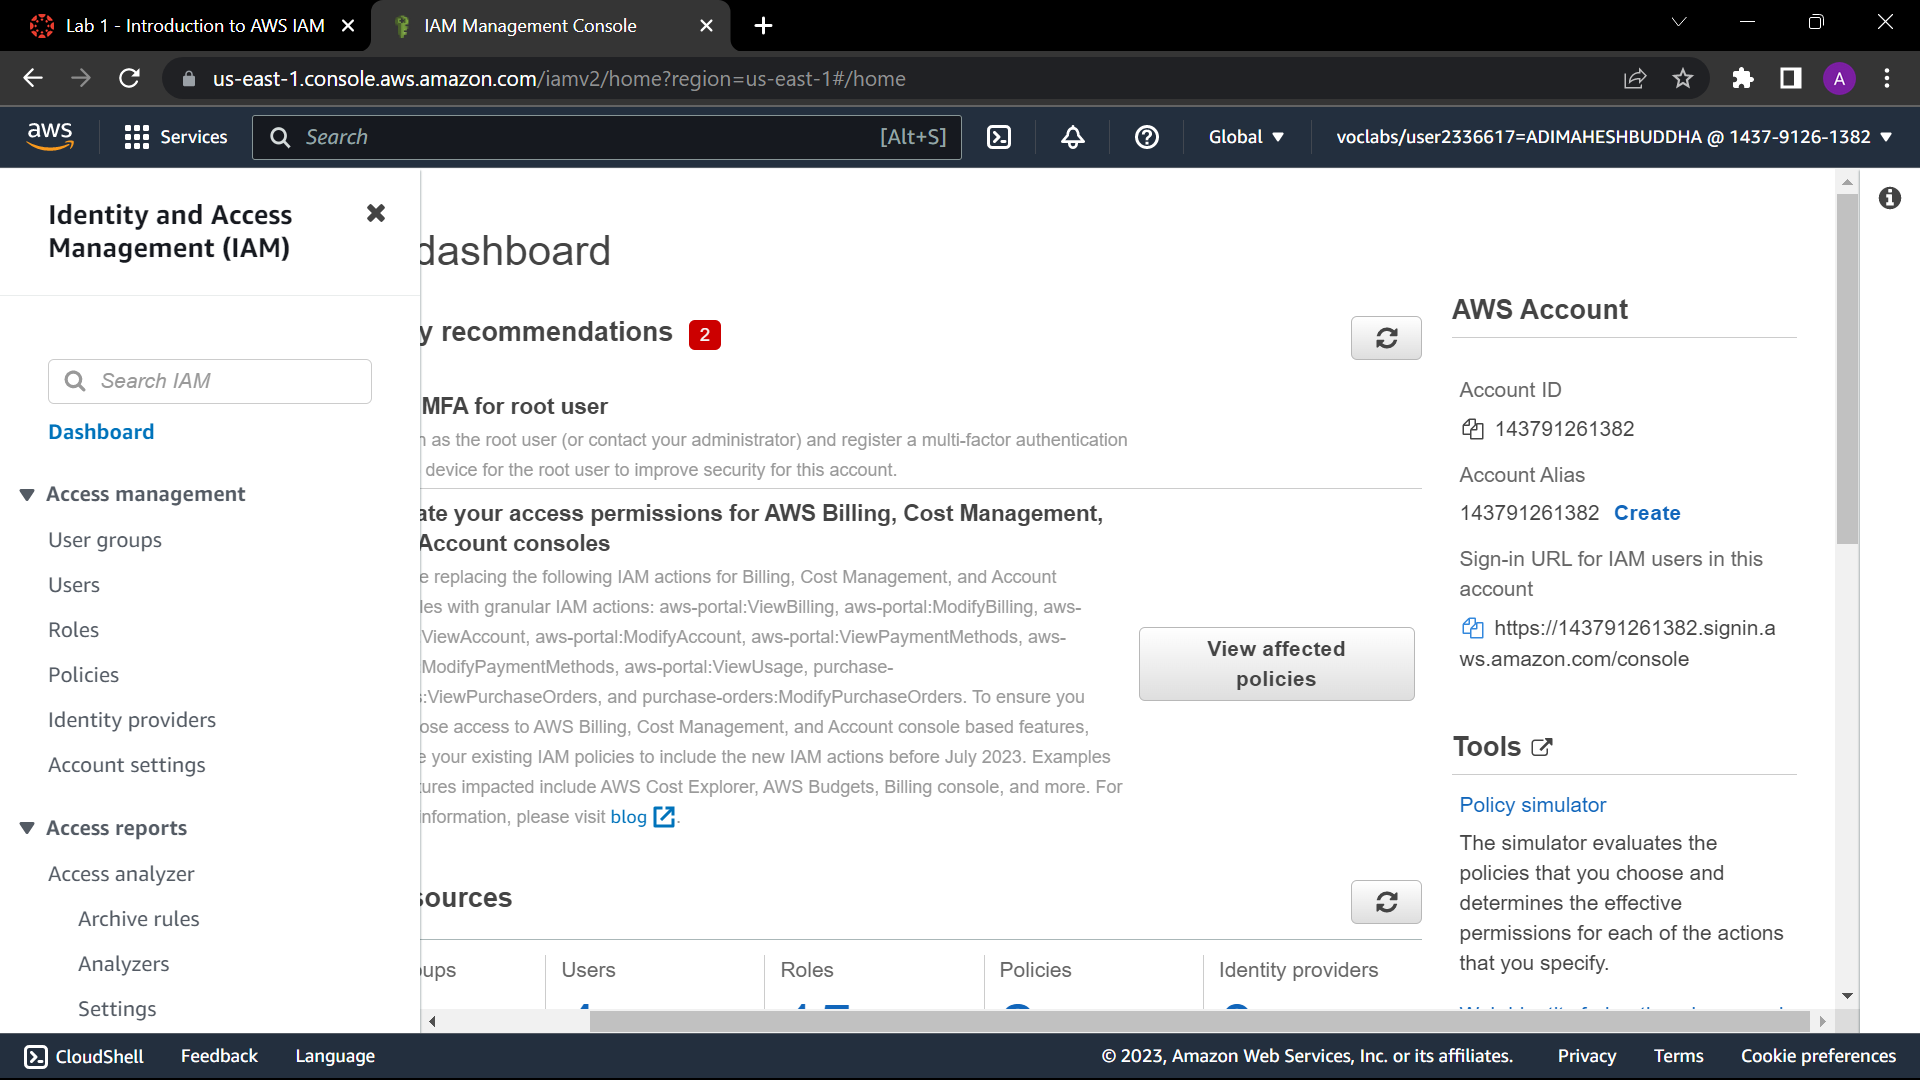 Lab 1 - Introduction to AWS IAM
IAM Management Console
us-east-1.console.aws.amazon.com/iamv2/home?region=us-east-1#/home
A
aws
Services
Search
[Alt+S]
Global
voclabs/user2336617=ADIMAHESHBUDDHA @ 1437-9126-1382
Identity and Access
Management (IAM)
Search IAM
Dashboard
Access management
User groups
Users
Roles
Policies
Identity providers
Account settings
Access reports
Access analyzer
Archive rules
Analyzers
Settings
dashboard
y recommendations 2
MFA for root user
as the root user (or contact your administrator) and register a multi-factor authentication
device for the root user to improve security for this account.
ate your access permissions for AWS Billing, Cost Management,
Account consoles
e replacing the following IAM actions for Billing, Cost Management, and Account
les with granular IAM actions: aws-portal:ViewBilling, aws-portal:ModifyBilling, aws-
ViewAccount, aws-portal:ModifyAccount, aws-portal:ViewPaymentMethods, aws-
ModifyPaymentMethods, aws-portal:ViewUsage, purchase-
:ViewPurchaseOrders, and purchase-orders:ModifyPurchaseOrders. To ensure you
ose access to AWS Billing, Cost Management, and Account console based features,
e your existing IAM policies to include the new IAM actions before July 2023. Examples
ures impacted include AWS Cost Explorer, AWS Budgets, Billing console, and more. For
nformation, please visit blog.
View affected
policies
sources
ups
Users
Roles
Policies
Identity providers
AWS Account
Account ID
143791261382
Account Alias
143791261382 Create
Sign-in URL for IAM users in this
account
https://143791261382.signin.a
ws.amazon.com/console
Tools
Policy simulator
The simulator evaluates the
policies that you choose and
determines the effective
permissions for each of the actions
that you specify.
CloudShell
Feedback
Language
© 2023, Amazon Web Services, Inc. or its affiliates.
Privacy
Terms
Cookie preferences